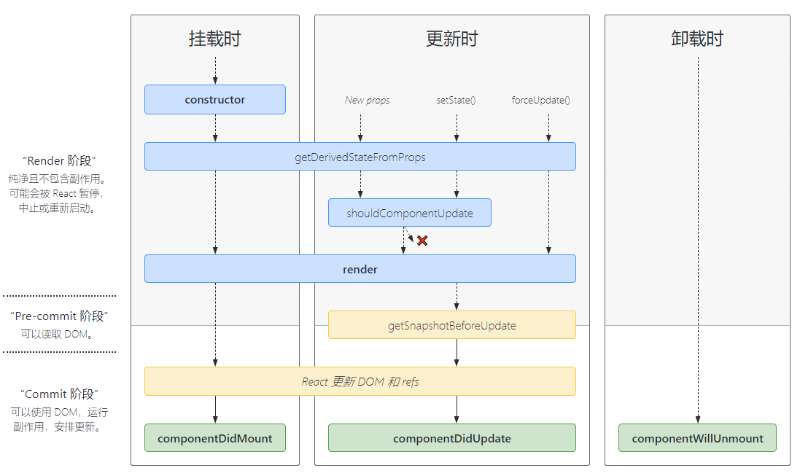 挂载时
更新时
卸载时
constructor
New props
setState()
forceUpdate()
“Render 阶段”
纯净且不包含副作用。
可能会被 React 暂停,
中止或重新启动。
getDerivedStateFromProps
shouldComponentUpdate
render
“Pre-commit 阶段”
可以读取 DOM。
getSnapshotBeforeUpdate
“Commit 阶段”
可以使用 DOM, 运行
副作用, 安排更新。
React 更新 DOM 和 refs
componentDidMount
componentDidUpdate
componentWillUnmount